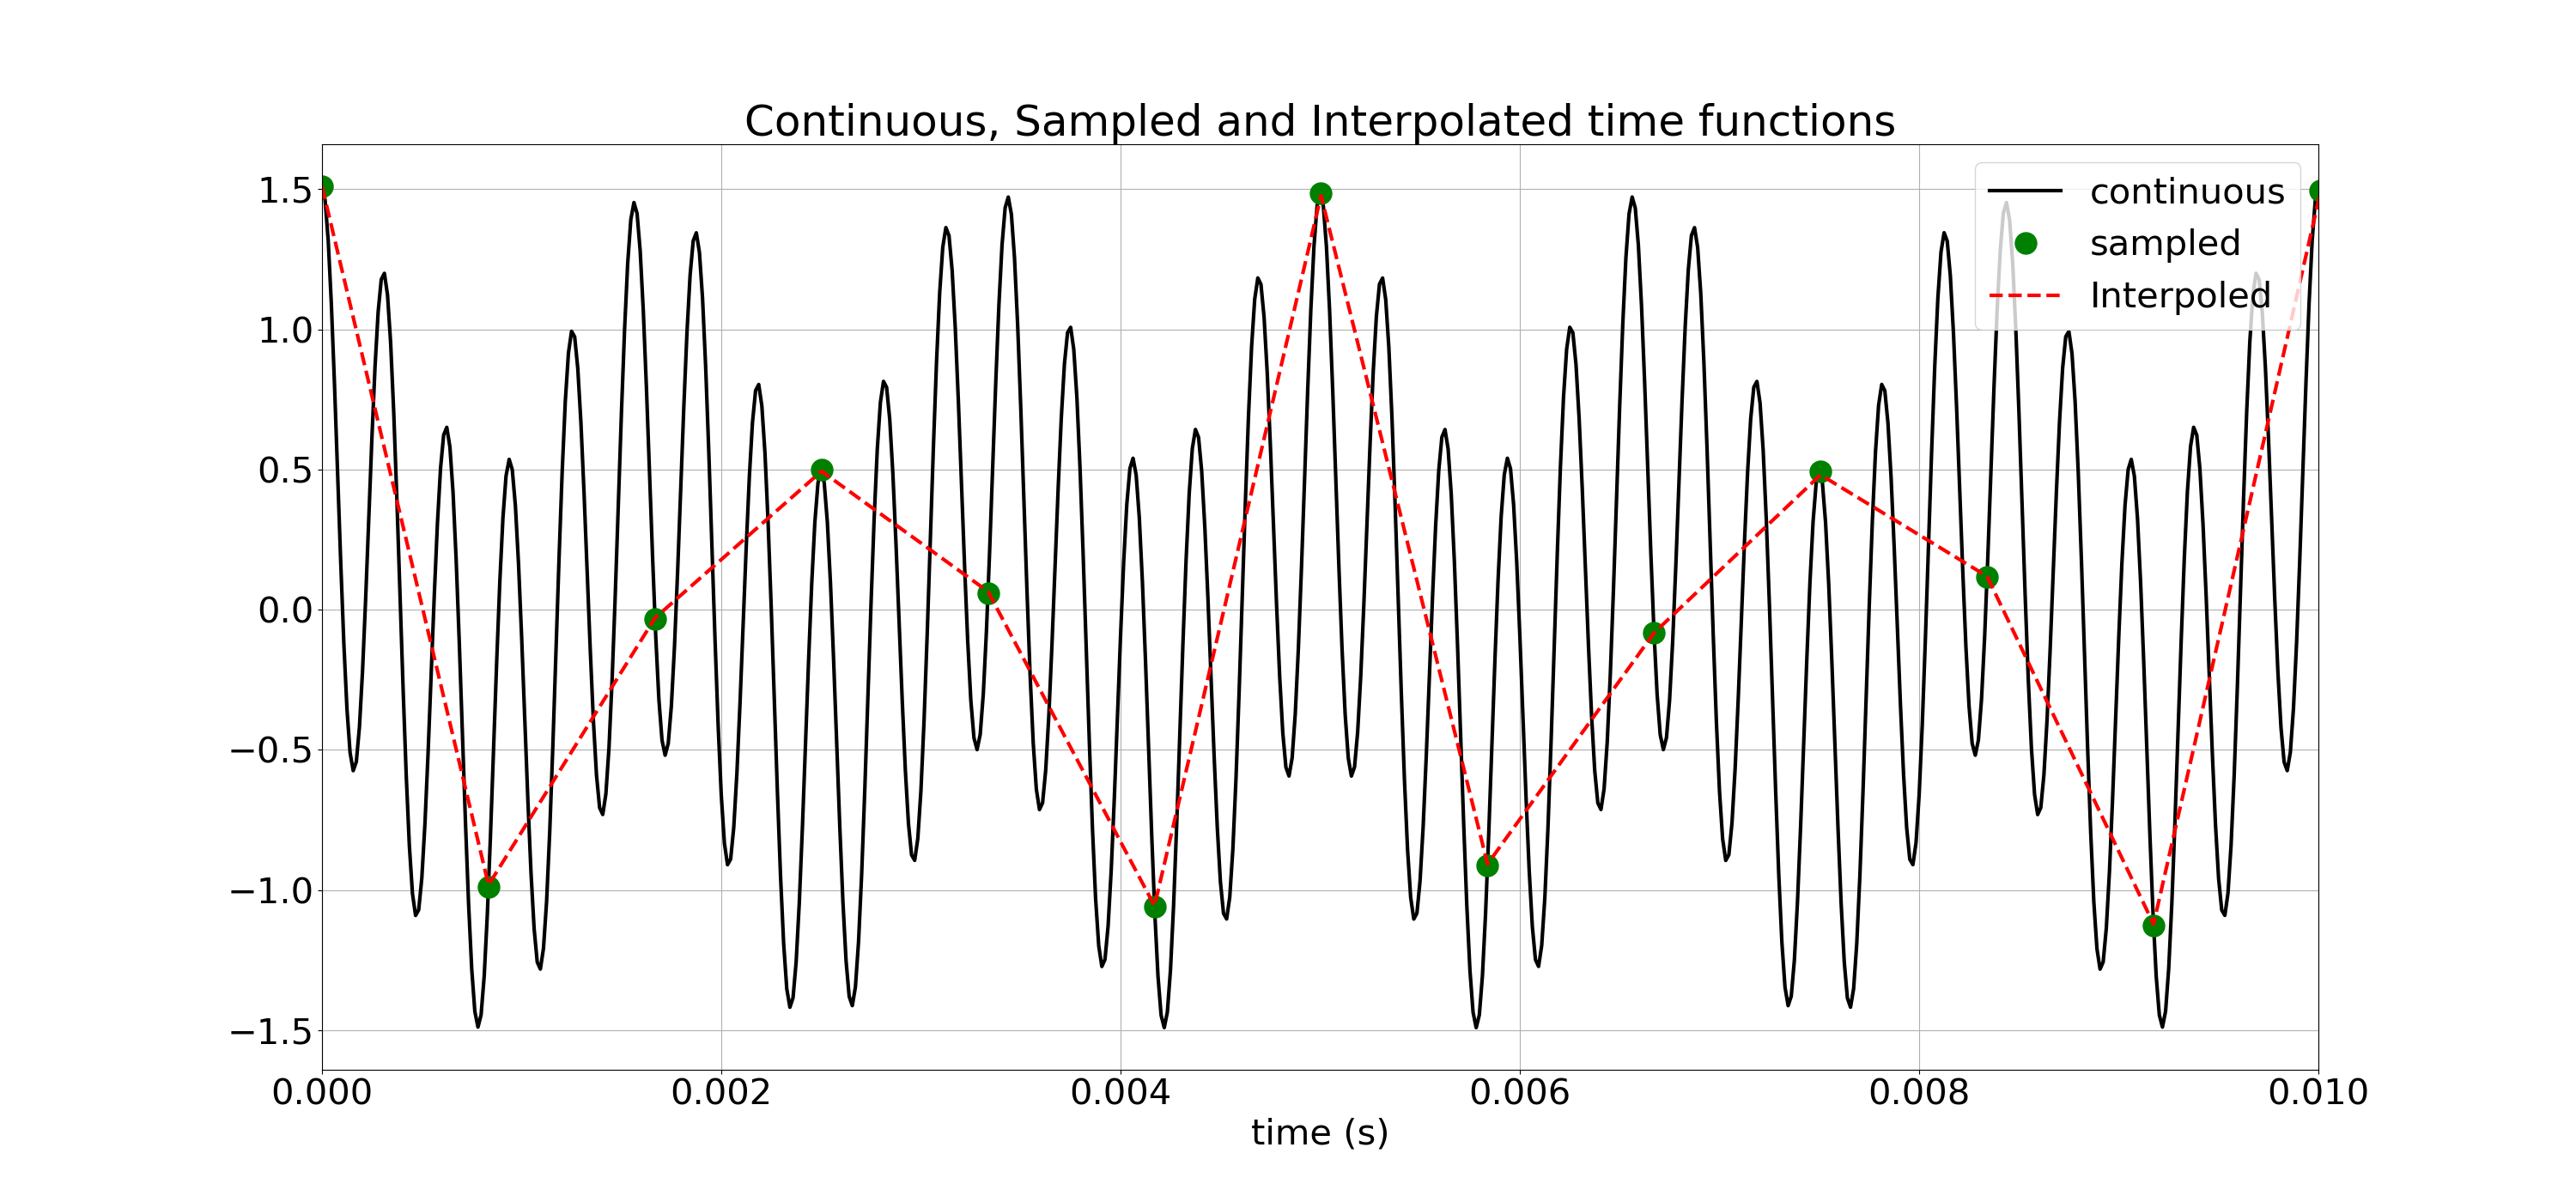 Continuous, Sampled and Interpolated time functions
continuous
sampled
Interpoled
1.5
1.0
0.5
0.0
−0.5
−1.0
−1.5
0.000 0.002 0.004 0.006 0.008 0.010
time (s)